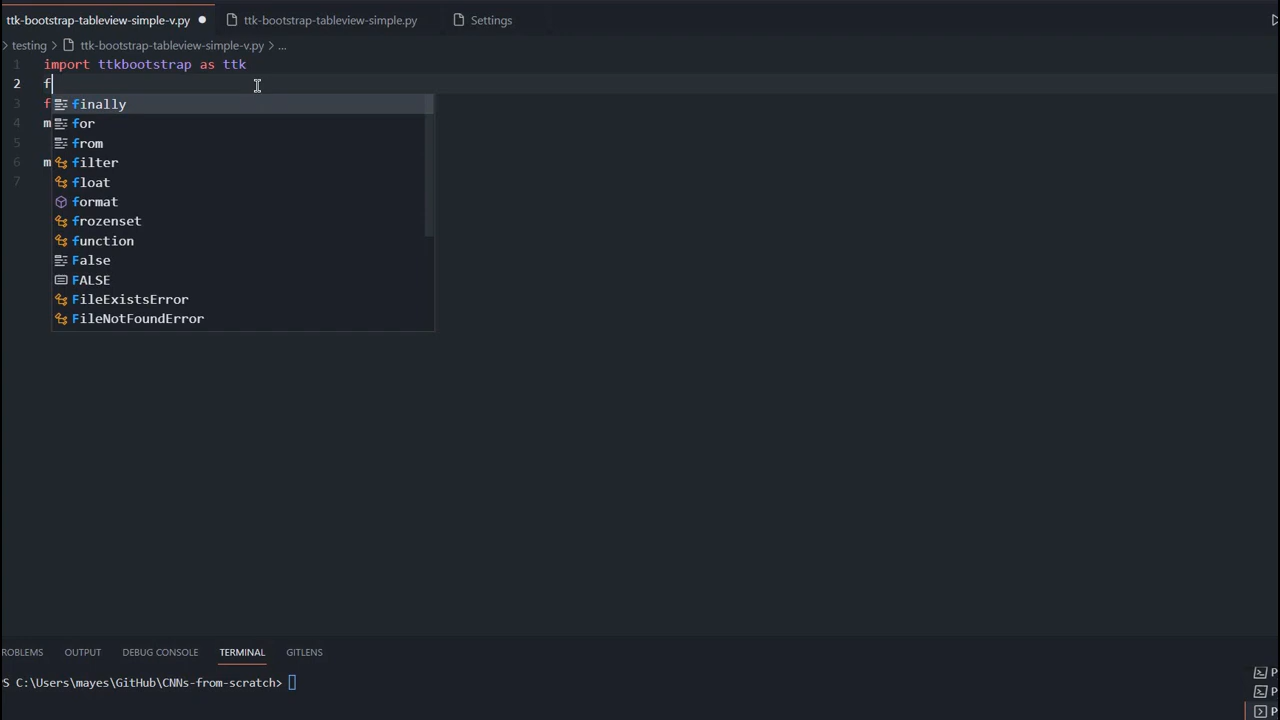 ttk-bootstrap-tableview-simple-v.py ttk-bootstrap-tableview-simple.py Settings
> testing > ttk-bootstrap-tableview-simple-v.py > ...
1 import ttkbootstrap as ttk
2 f
3 f
4 m
5
6 m
7
finally
for
from
filter
float
format
frozenset
function
False
FALSE
FileExistsError
FileNotFoundError
ROBLEMS OUTPUT DEBUG CONSOLE TERMINAL GITLENS
PS C:\Users\mayes\GitHub\CNNs-from-scratch>
P
P
P